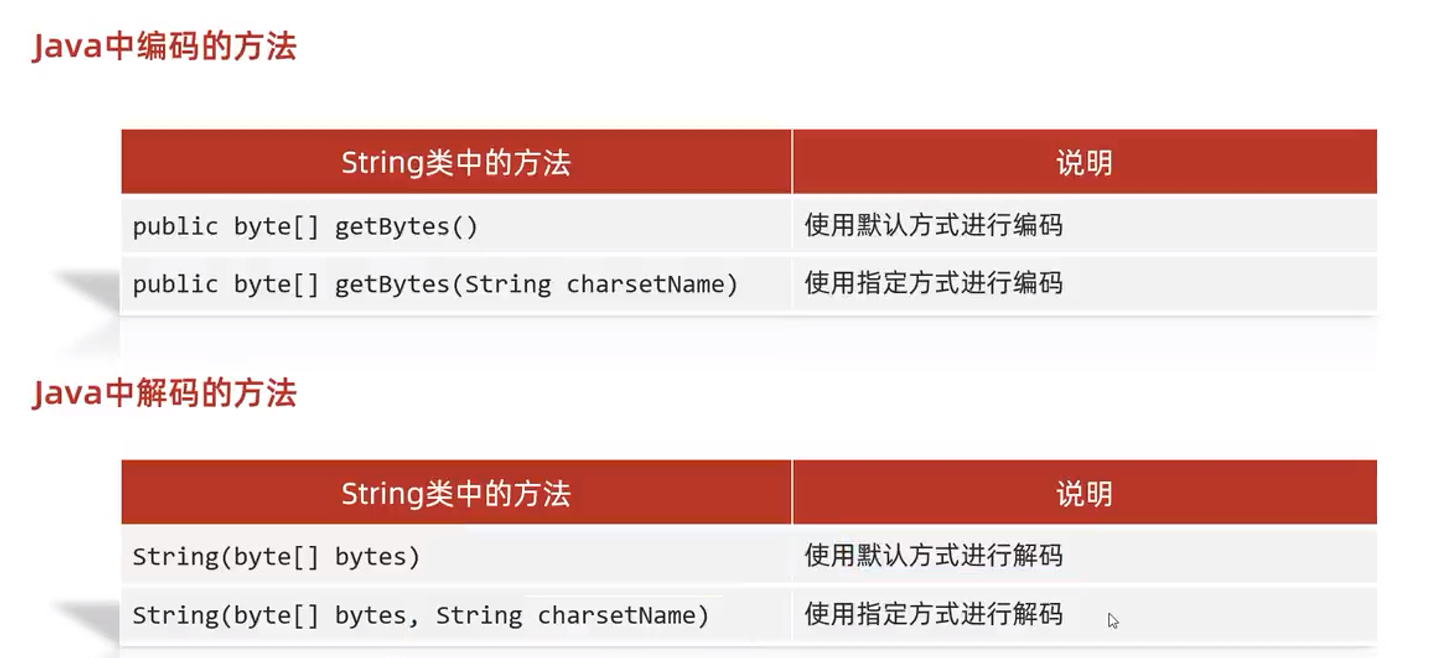 Java中编码的方法
String类中的方法 说明
public byte[] getBytes() 使用默认方式进行编码
public byte[] getBytes(String charsetName) 使用指定方式进行编码
Java中解码的方法
String类中的方法 说明
String(byte[] bytes) 使用默认方式进行解码
String(byte[] bytes, String charsetName) 使用指定方式进行解码